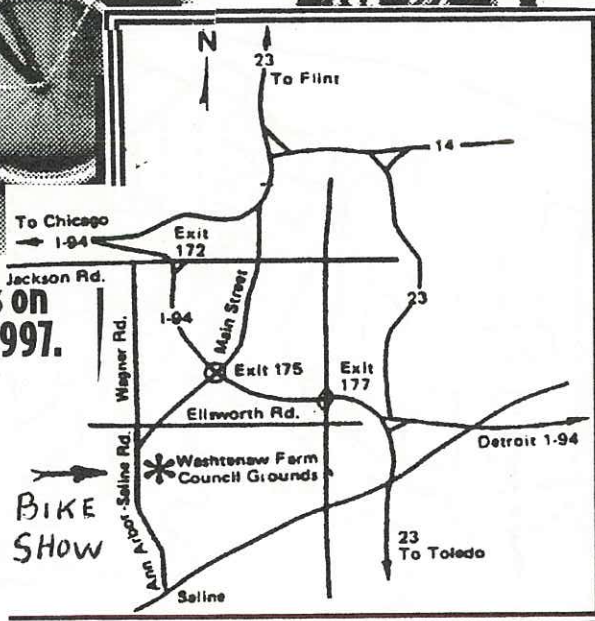 N
23
To Flint
14
To Chicago
I-94
Exit
172
Jackson Rd.
s on
997.
Wagner Rd.
I-94
Main Street
23
Exit 175
Exit
177
Ellsworth Rd.
Detroit I-94
Ann Arbor-Saline Rd.
Washtenaw Farm
Council Grounds
BIKE
SHOW
23
To Toledo
Saline